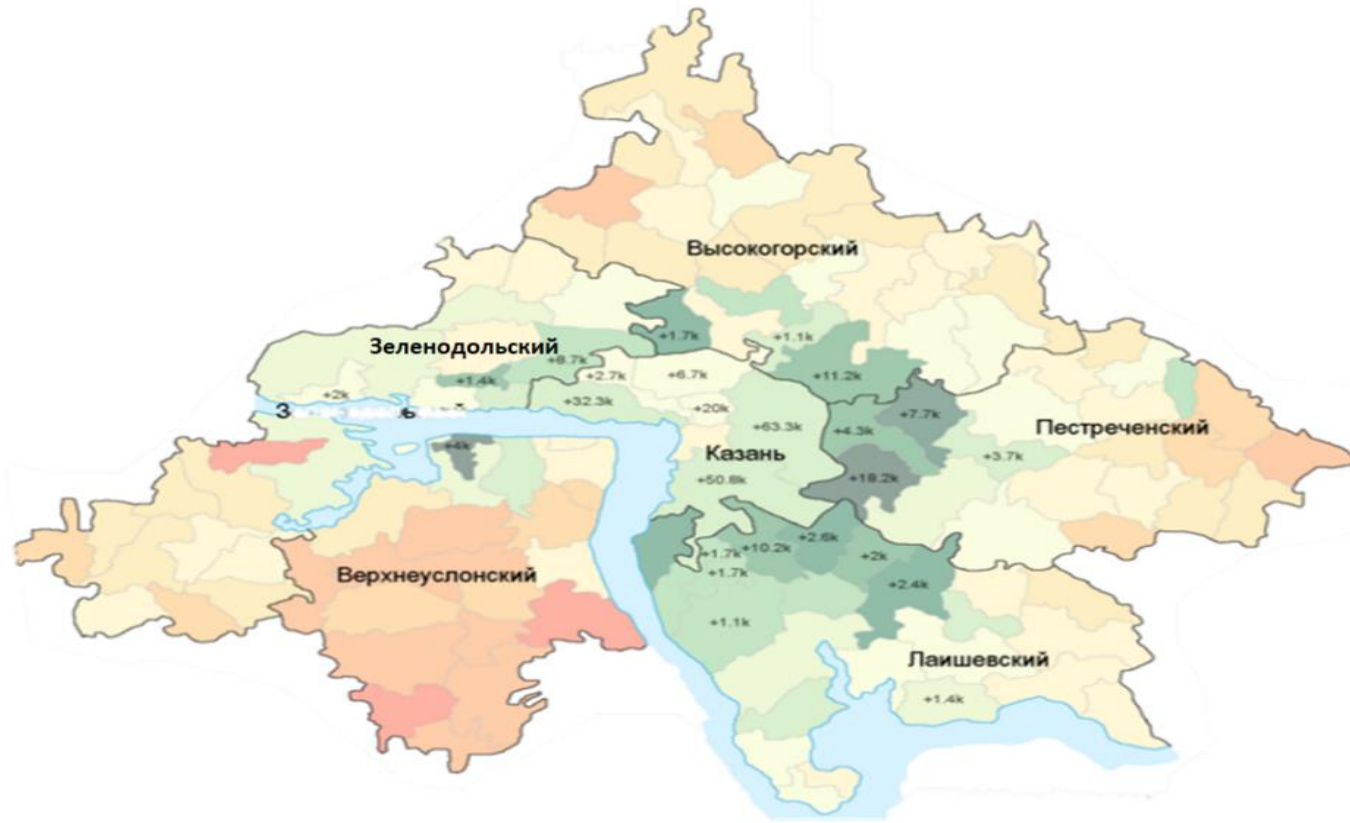 Высокогорский
+1.7k
+1.1k
Зеленодольский
+8.7k
+2.7k
+6.7k
+11.2k
+1.4k
+2k
+32.3k
+20k
+7.7k
+63.3k
+4.3k
Пестреченский
+4k
Казань
+3.7k
+50.8k
+18.2k
+2.6k
+1.7k
+10.2k
+2k
+1.7k
Верхнеуслонский
+2.4k
+1.1k
Лаишевский
+1.4k